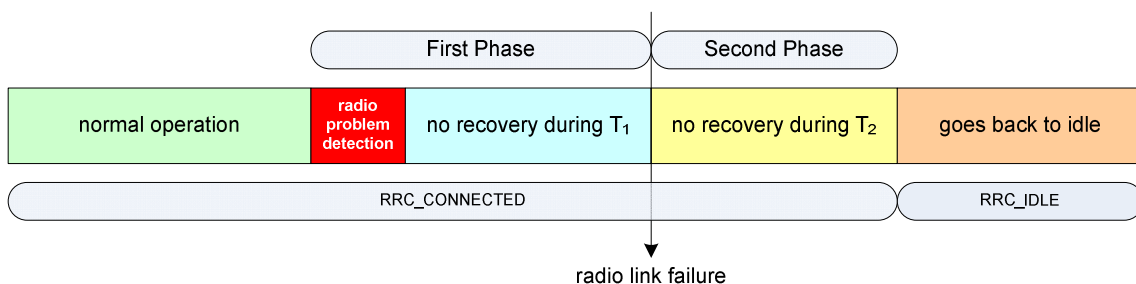 First Phase
Second Phase
normal operation
radio
problem
detection
no recovery during T₁
no recovery during T₂
goes back to idle
RRC_CONNECTED
RRC_IDLE
radio link failure